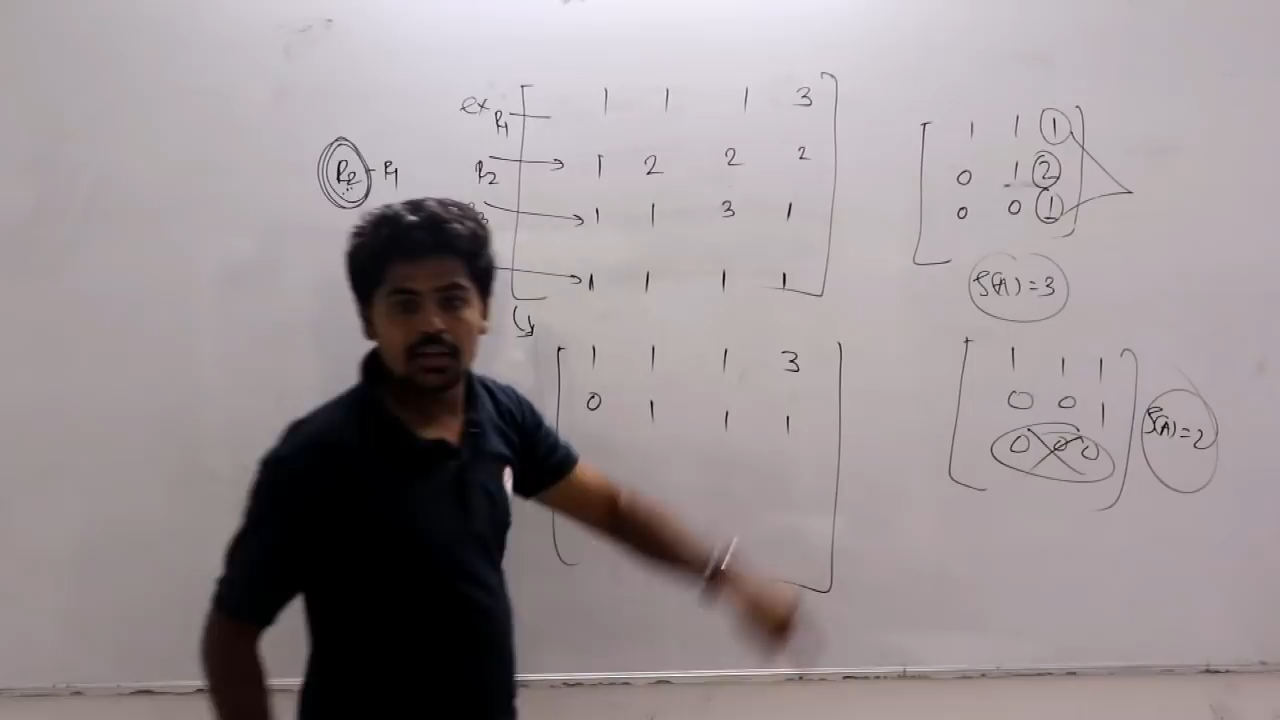 ex
R1 1 1 1 3
R2 - R1 R2 1 2 2 2
3 1 1 3 1
1 1 1 1
1 1 1 3
0 1 1 1
1 1 1
0 1 2
0 0 1
ρ(A) = 3
1 1 1
0 0 1
0 0 0
ρ(A) = 2